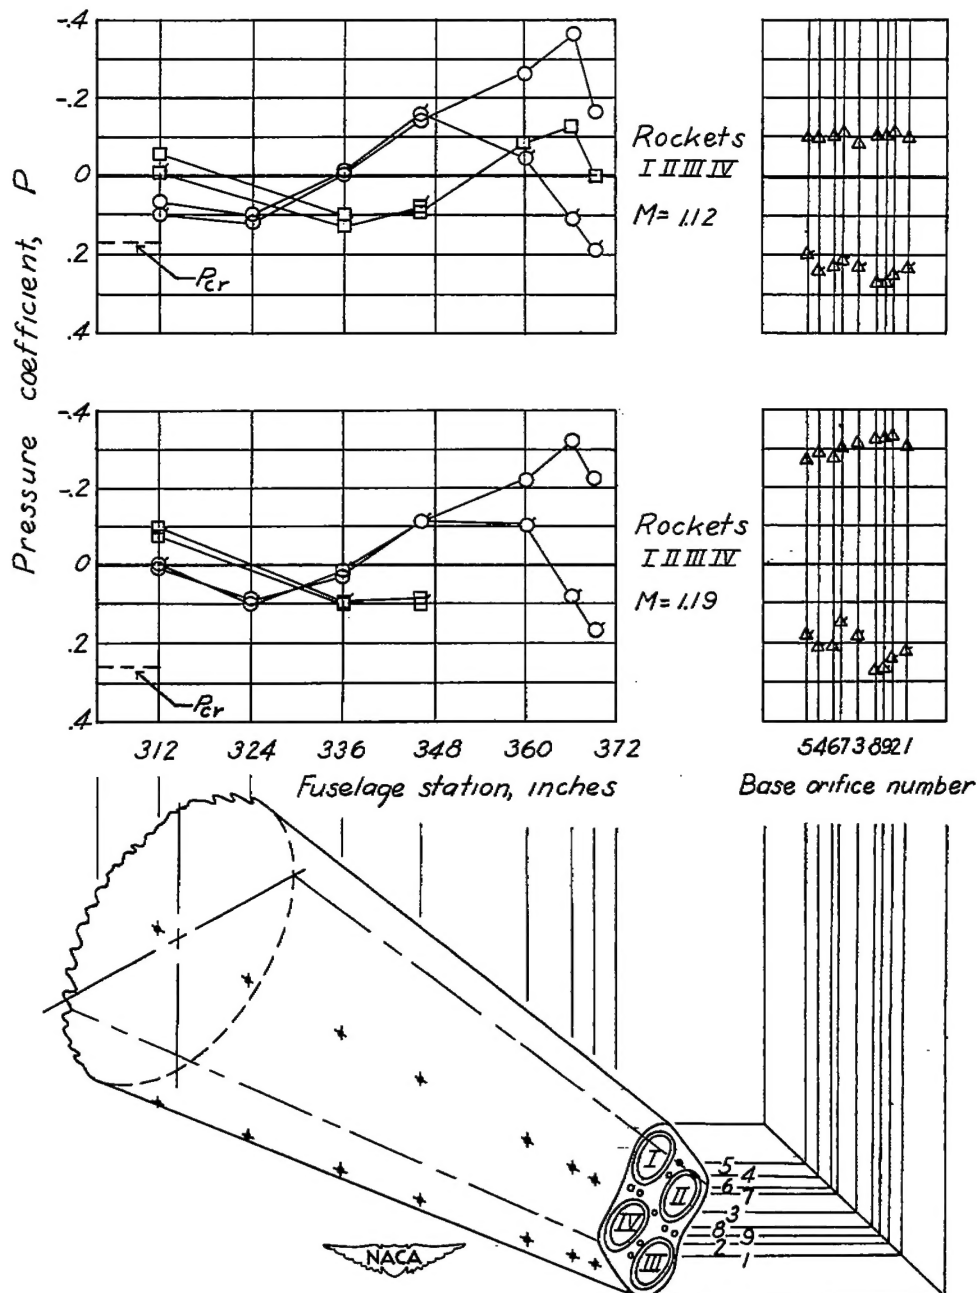 -.4
-.2
0
.2
.4
Pcr
Rockets
I II III IV
M= 1.12
Pressure coefficient, P
-.4
-.2
0
.2
.4
Pcr
Rockets
I II III IV
M= 1.19
312 324 336 348 360 372
Fuselage station, inches
546738921
Base orifice number
I
II
IV
III
5
4
6
7
3
8
9
2
1
NACA